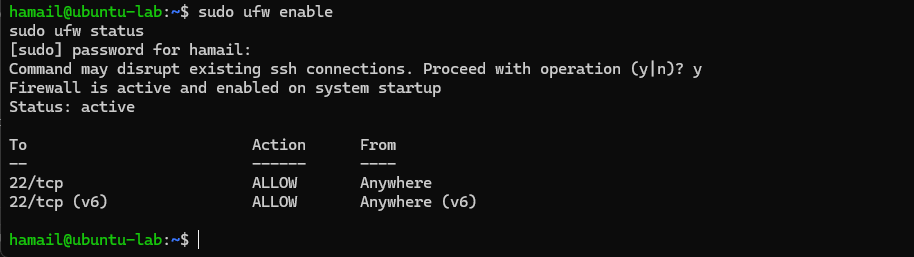 hamail@ubuntu-lab:~$ sudo ufw enable
sudo ufw status
[sudo] password for hamail:
Command may disrupt existing ssh connections. Proceed with operation (y|n)? y
Firewall is active and enabled on system startup
Status: active
To                         Action      From
--                         ------      ----
22/tcp                     ALLOW       Anywhere
22/tcp (v6)                ALLOW       Anywhere (v6)
hamail@ubuntu-lab:~$